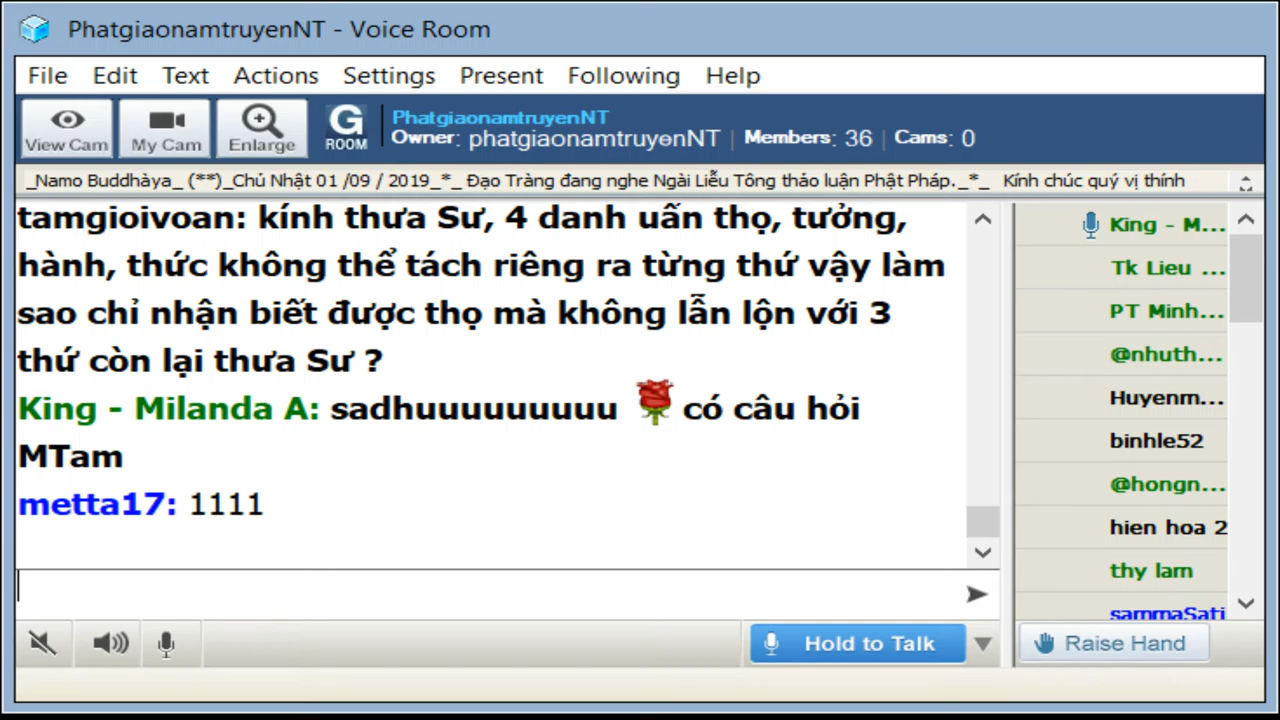 PhatgiaonamtruyenNT - Voice Room
File Edit Text Actions Settings Present Following Help
View Cam My Cam Enlarge G ROOM
PhatgiaonamtruyenNT
Owner: phatgiaonamtruyenNT | Members: 36 | Cams: 0
_Namo Buddhàya_ (**)_Chủ Nhật 01 /09 / 2019_*_ Đạo Tràng đang nghe Ngài Liễu Tông thảo luận Phật Pháp._*_ Kính chúc quý vị thính
tamgioivoan: kính thưa Sư, 4 danh uẩn thọ, tưởng,
hành, thức không thể tách riêng ra từng thứ vậy làm
sao chỉ nhận biết được thọ mà không lẫn lộn với 3
thứ còn lại thưa Sư ?
King - Milanda A: sadhuuuuuuuuuu có câu hỏi
MTam
metta17: 1111
King - M...
Tk Lieu ...
PT Minh...
@nhuth...
Huyenm...
binhle52
@hongn...
hien hoa 2
thy lam
sammaSati
Hold to Talk
Raise Hand